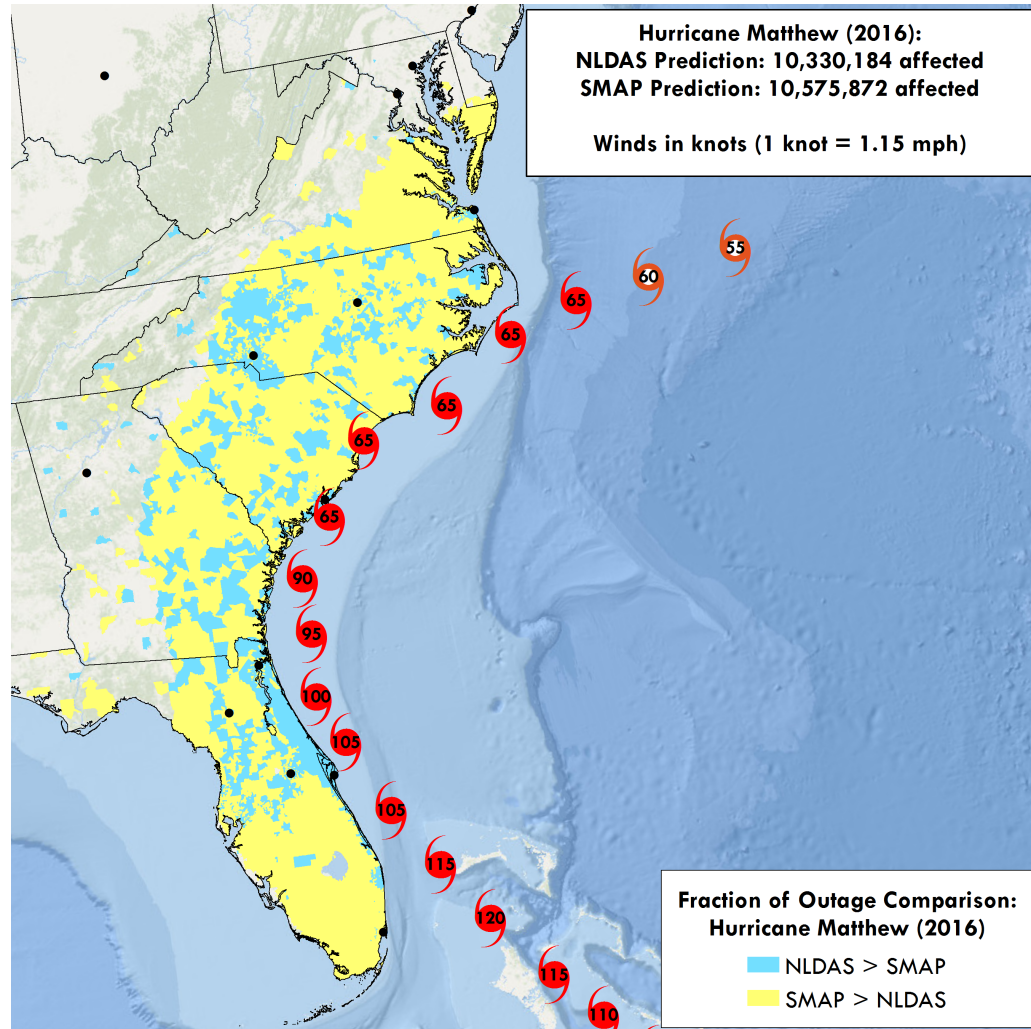 Hurricane Matthew (2016):
NLDAS Prediction: 10,330,184 affected
SMAP Prediction: 10,575,872 affected
Winds in knots (1 knot = 1.15 mph)
55
60
65
65
65
65
65
90
95
100
105
105
115
120
115
110
Fraction of Outage Comparison:
Hurricane Matthew (2016)
NLDAS > SMAP
SMAP > NLDAS